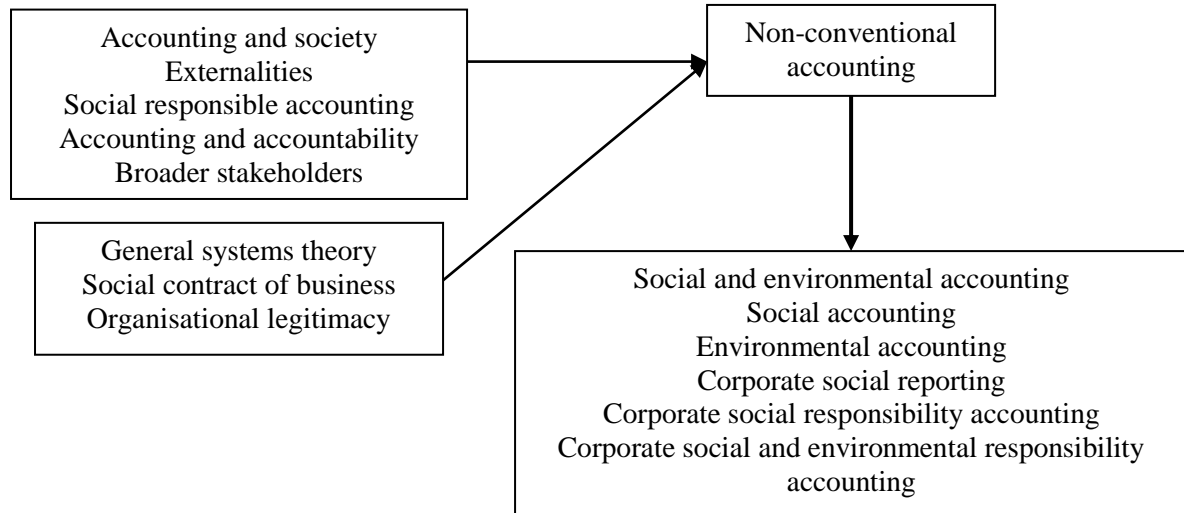 Accounting and society
Externalities
Social responsible accounting
Accounting and accountability
Broader stakeholders
Non-conventional
accounting
General systems theory
Social contract of business
Organisational legitimacy
Social and environmental accounting
Social accounting
Environmental accounting
Corporate social reporting
Corporate social responsibility accounting
Corporate social and environmental responsibility
accounting